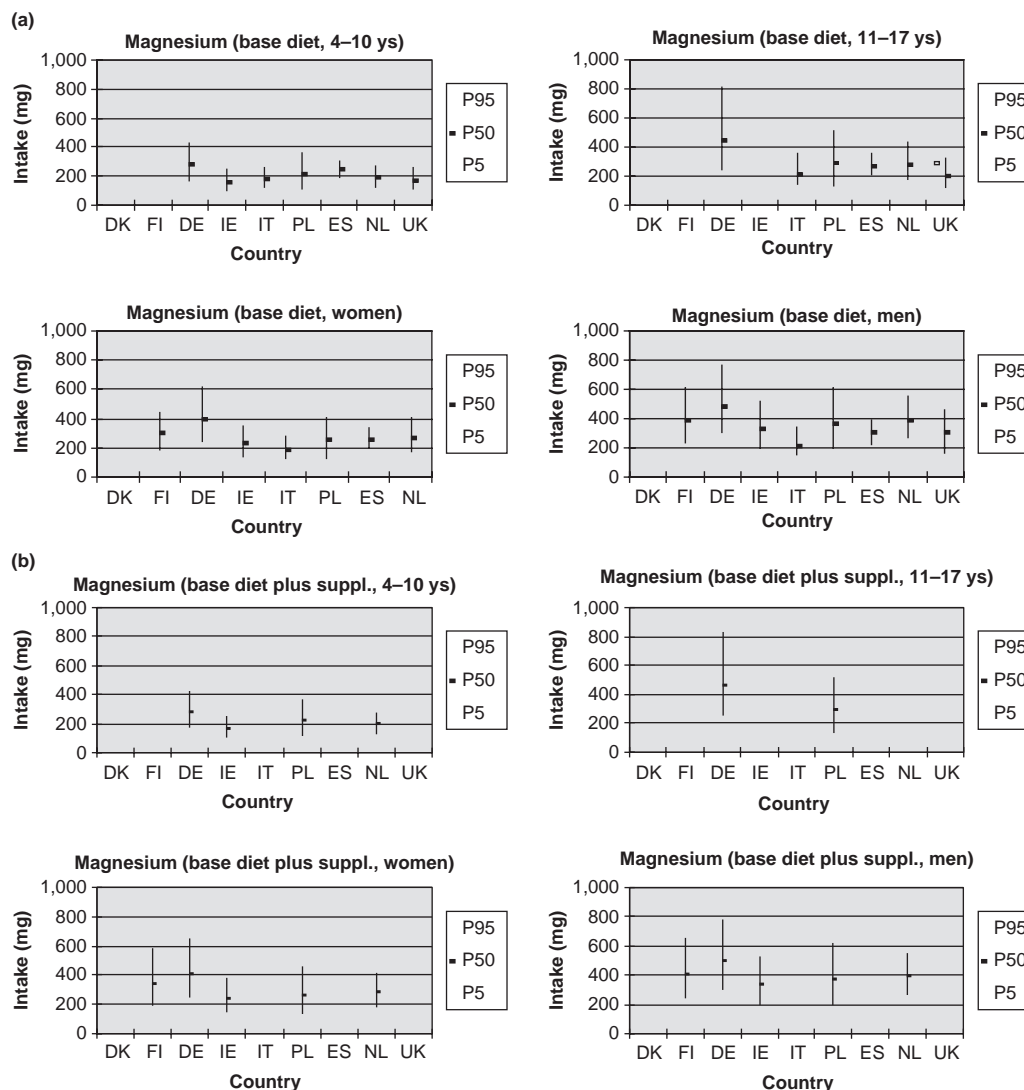 (a)
Magnesium (base diet, 4–10 ys)
1,000
800
600
400
200
0
Intake (mg)
DK FI DE IE IT PL ES NL UK
Country
P95
P50
P5
Magnesium (base diet, 11–17 ys)
1,000
800
600
400
200
0
Intake (mg)
DK FI DE IE IT PL ES NL UK
Country
P95
P50
P5
Magnesium (base diet, women)
1,000
800
600
400
200
0
Intake (mg)
DK FI DE IE IT PL ES NL
Country
P95
P50
P5
Magnesium (base diet, men)
1,000
800
600
400
200
0
Intake (mg)
DK FI DE IE IT PL ES NL UK
Country
P95
P50
P5
(b)
Magnesium (base diet plus suppl., 4–10 ys)
1,000
800
600
400
200
0
Intake (mg)
DK FI DE IE IT PL ES NL UK
Country
P95
P50
P5
Magnesium (base diet plus suppl., 11–17 ys)
1,000
800
600
400
200
0
Intake (mg)
DK FI DE IE IT PL ES NL UK
Country
P95
P50
P5
Magnesium (base diet plus suppl., women)
1,000
800
600
400
200
0
Intake (mg)
DK FI DE IE IT PL ES NL UK
Country
P95
P50
P5
Magnesium (base diet plus suppl., men)
1,000
800
600
400
200
0
Intake (mg)
DK FI DE IE IT PL ES NL UK
Country
P95
P50
P5